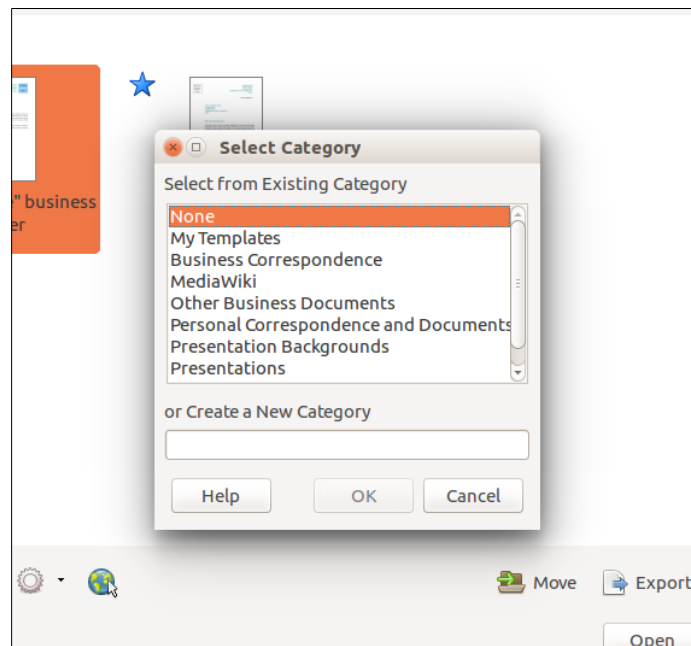 " business
er
Select Category
Select from Existing Category
None
My Templates
Business Correspondence
MediaWiki
Other Business Documents
Personal Correspondence and Documents
Presentation Backgrounds
Presentations
or Create a New Category
Help
OK
Cancel
Move
Export
Open